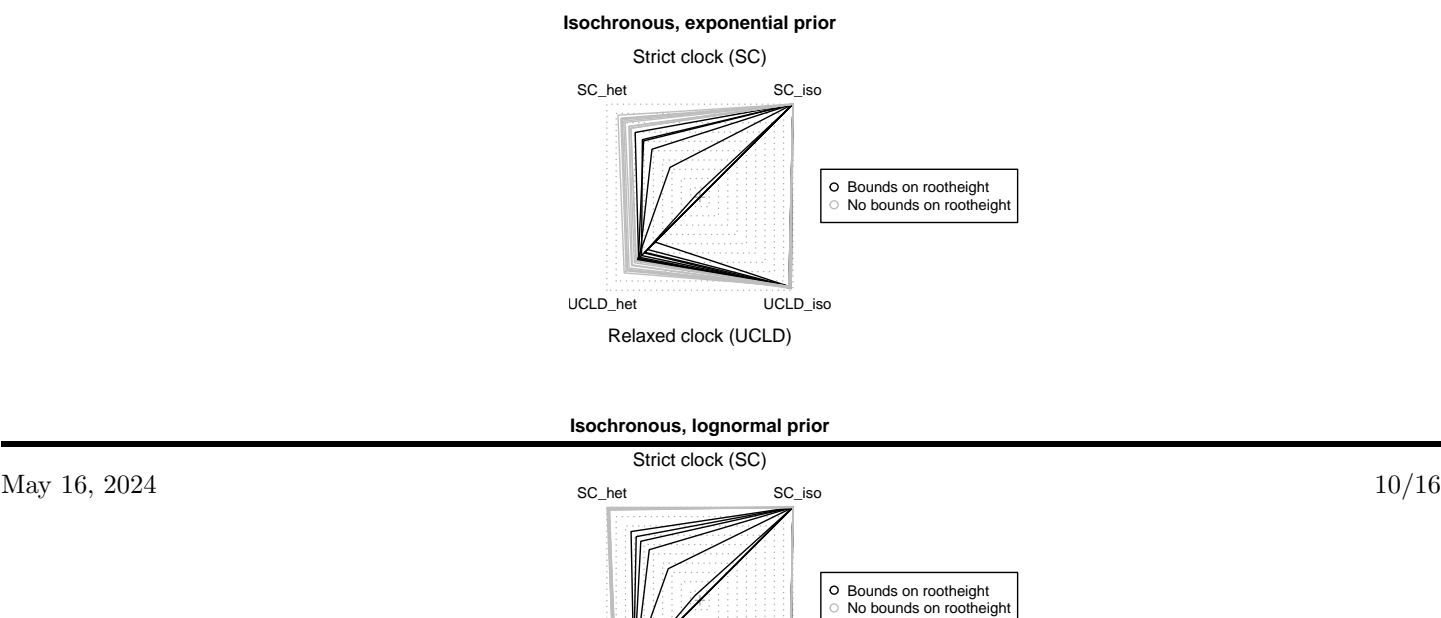 Isochronous, exponential prior
Strict clock (SC)
SC_het SC_iso
Bounds on rootheight
No bounds on rootheight
UCLD_het UCLD_iso
Relaxed clock (UCLD)
Isochronous, lognormal prior
Strict clock (SC)
May 16, 2024 10/16
SC_het SC_iso
Bounds on rootheight
No bounds on rootheight